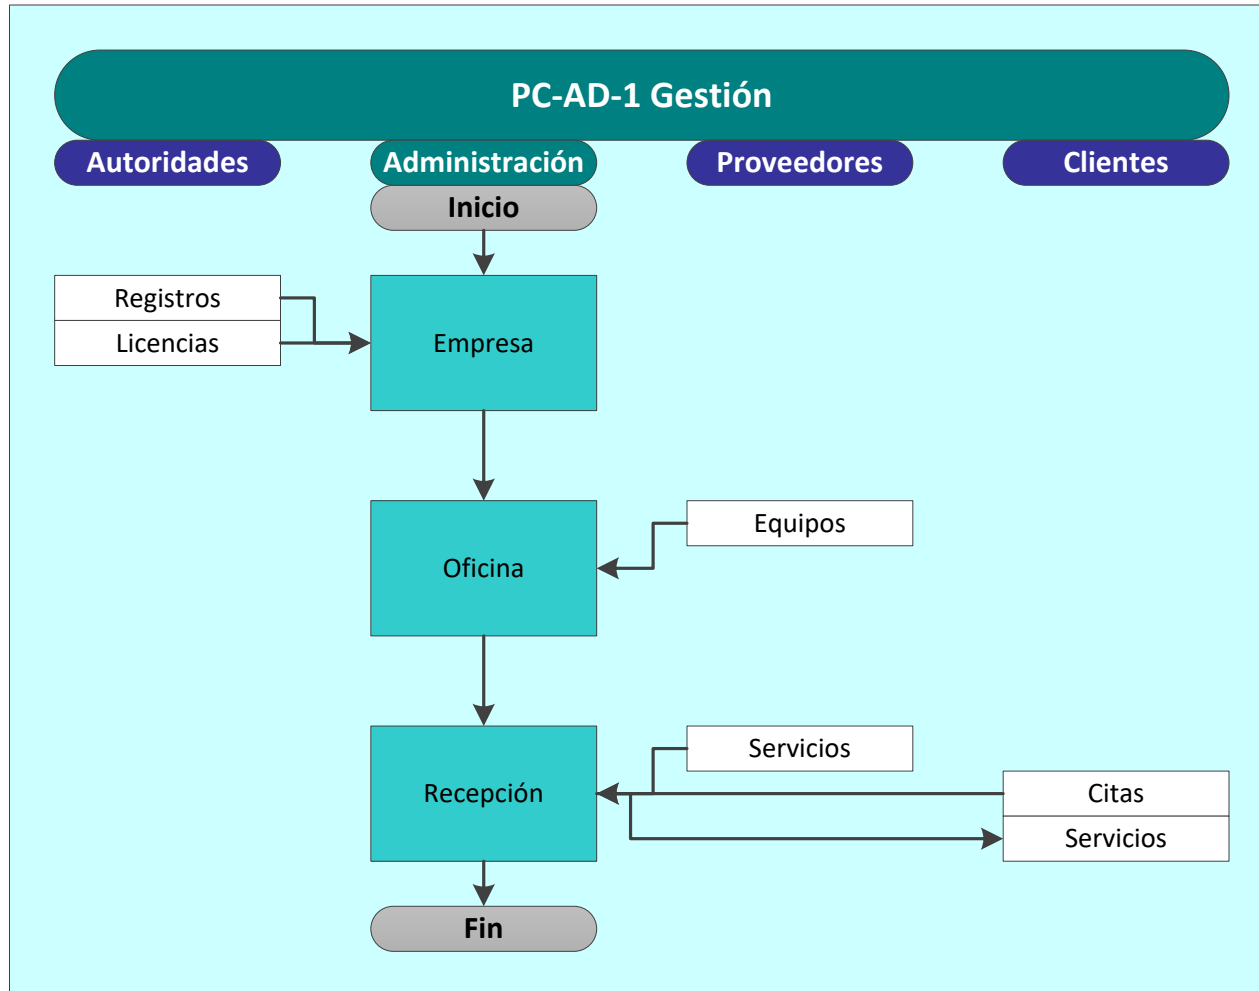 PC-AD-1 Gestión
Autoridades
Administración
Proveedores
Clientes
Inicio
Registros
Licencias
Empresa
Equipos
Oficina
Servicios
Recepción
Citas
Servicios
Fin